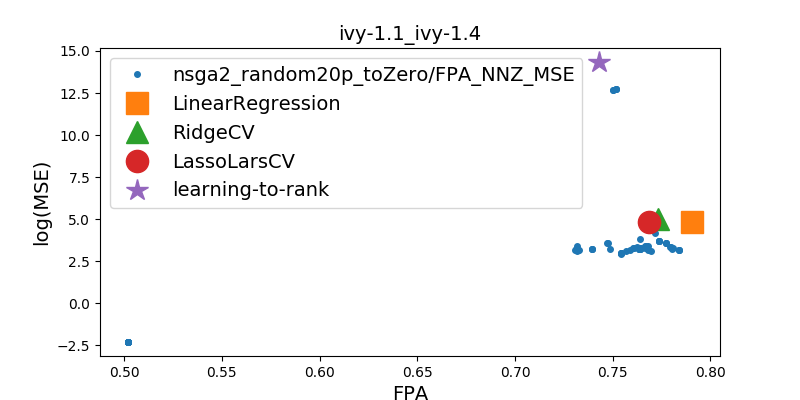 ivy-1.1_ivy-1.4
15.0
12.5
10.0
7.5
5.0
2.5
0.0
−2.5
log(MSE)
nsga2_random20p_toZero/FPA_NNZ_MSE
LinearRegression
RidgeCV
LassoLarsCV
learning-to-rank
0.50
0.55
0.60
0.65
0.70
0.75
0.80
FPA